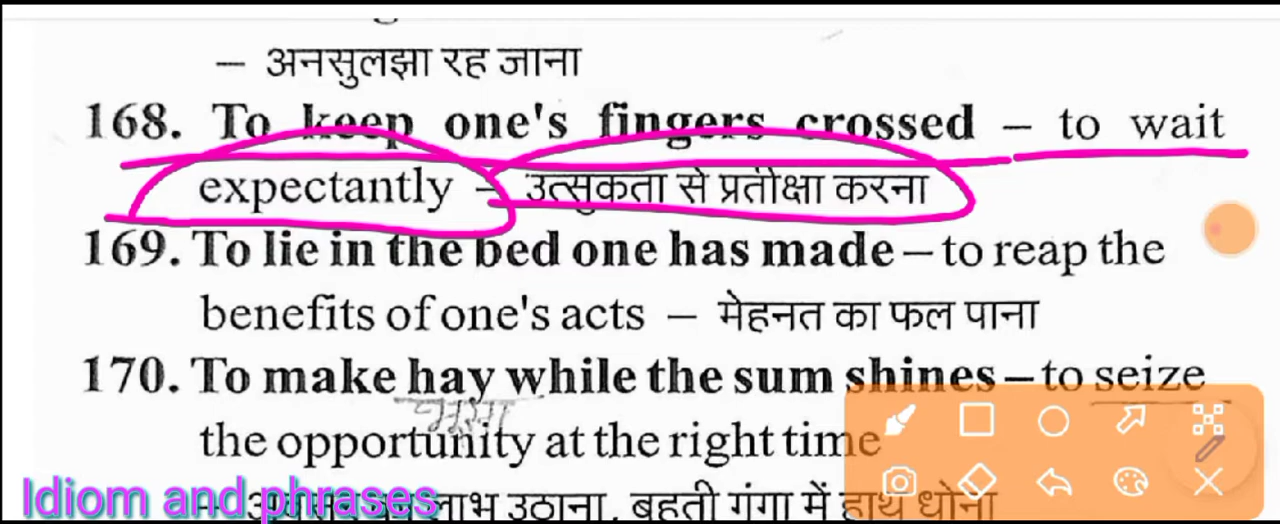 – अनसुलझा रह जाना
168. To keep one's fingers crossed – to wait
expectantly – उत्सुकता से प्रतीक्षा करना
169. To lie in the bed one has made – to reap the
benefits of one's acts – मेहनत का फल पाना
170. To make hay while the sum shines – to seize
the opportunity at the right time
लाभ उठाना, बहती गंगा में हाथ धोना
Idiom and phrases